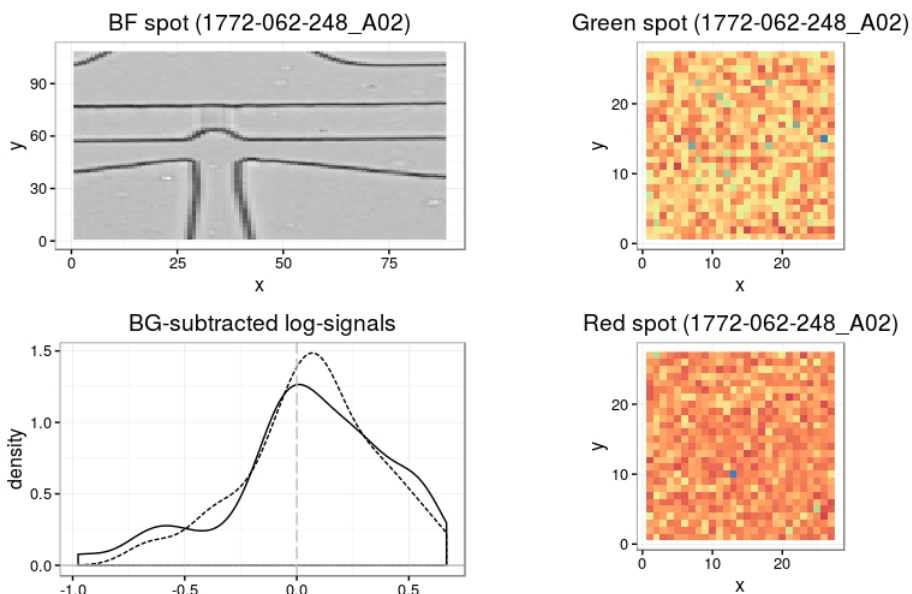 BF spot (1772-062-248_A02)
90
60
30
0
y
0 25 50 75
x
Green spot (1772-062-248_A02)
20
10
0
y
0 10 20
x
BG-subtracted log-signals
1.5
1.0
0.5
0.0
density
-1.0 -0.5 0.0 0.5
Red spot (1772-062-248_A02)
20
10
0
y
0 10 20
x